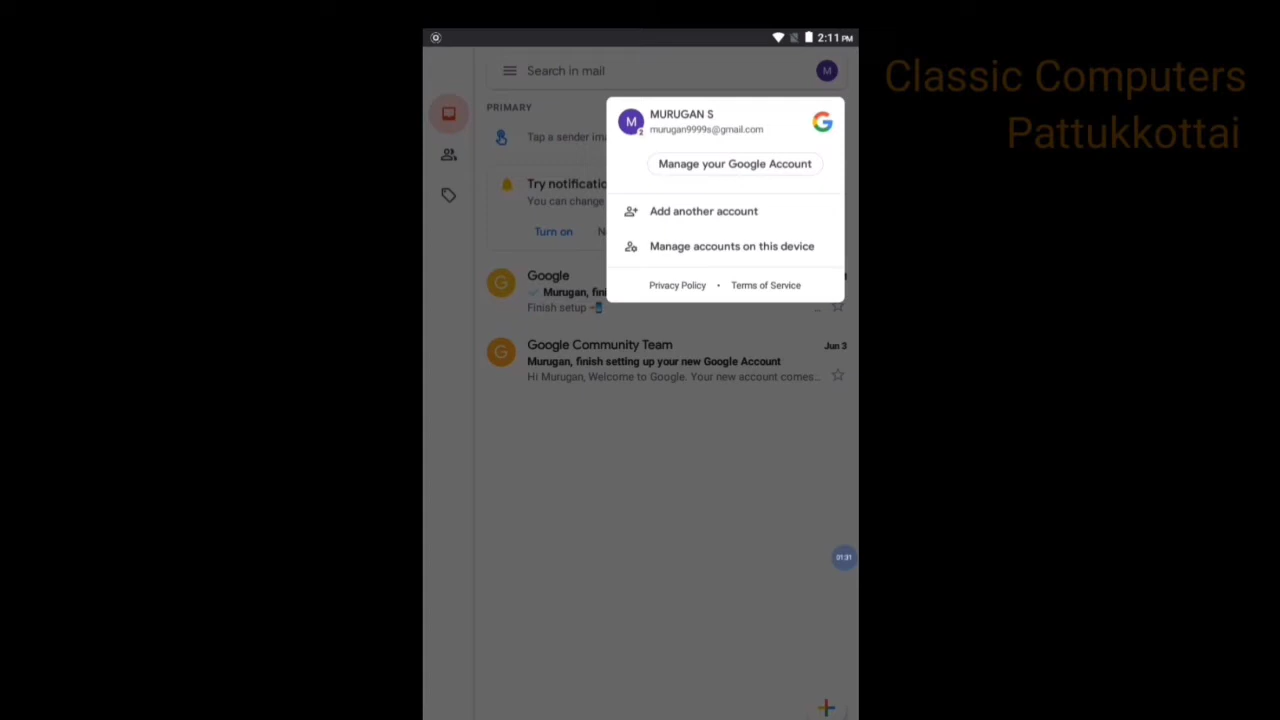 2:11 PM
Classic Computers
Pattukkottai
Search in mail
M
PRIMARY
Tap a sender
M
2
MURUGAN S
murugan9999s@gmail.com
Manage your Google Account
Add another account
Manage accounts on this device
Privacy Policy • Terms of Service
Try
You can change
Turn on
G
Google
Murugan,
Finish setup
G
Google Community Team
Jun 3
Murugan, finish setting up your new Google Account
Hi Murugan, Welcome to Google. Your new account comes...
01:31